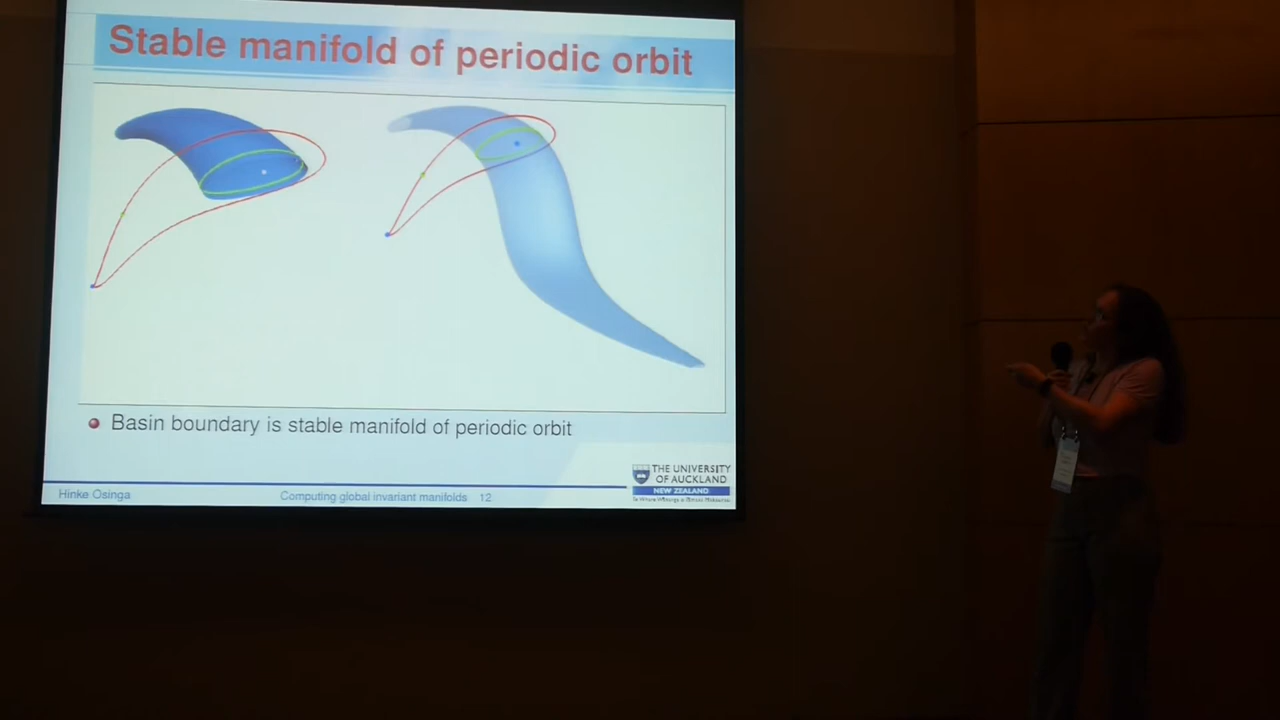 Stable manifold of periodic orbit
Basin boundary is stable manifold of periodic orbit
Hinke Osinga
Computing global invariant manifolds 12
THE UNIVERSITY
OF AUCKLAND
NEW ZEALAND